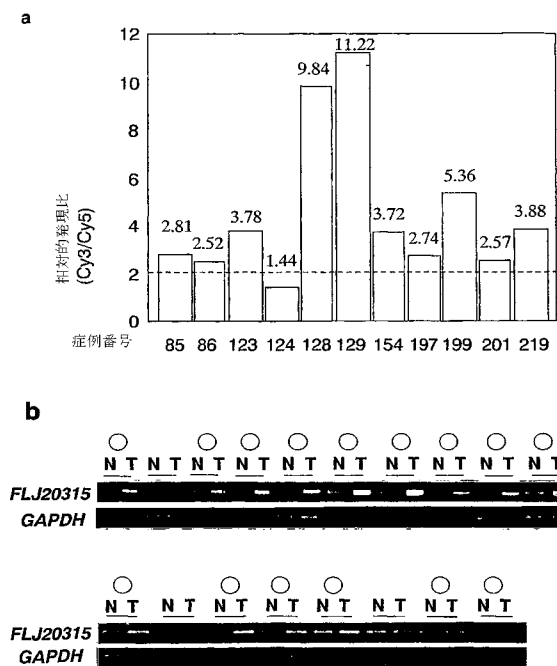 a
相対的発現比
(Cy3/Cy5)
12
10
8
6
4
2
0
2.81
2.52
3.78
1.44
9.84
11.22
3.72
2.74
5.36
2.57
3.88
症例番号 85 86 123 124 128 129 154 197 199 201 219
b
N T N T N T N T N T N T N T N T N T N T
FLJ20315
GAPDH
N T N T N T N T N T N T N T N T
FLJ20315
GAPDH